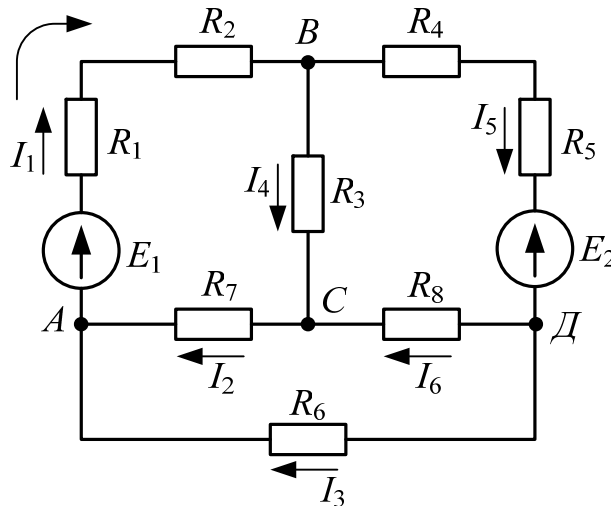 R2 B R4
I1 R1 I4 R3 I5 R5
E1 E2
A R7 C R8 Д
I2 I6
R6
I3